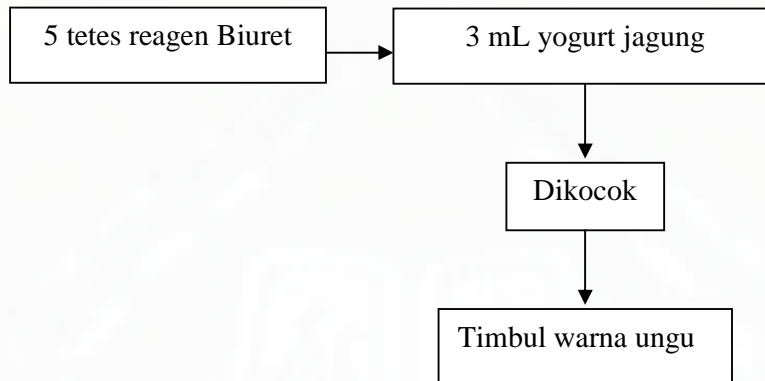 5 tetes reagen Biuret
3 mL yogurt jagung
Dikocok
Timbul warna ungu